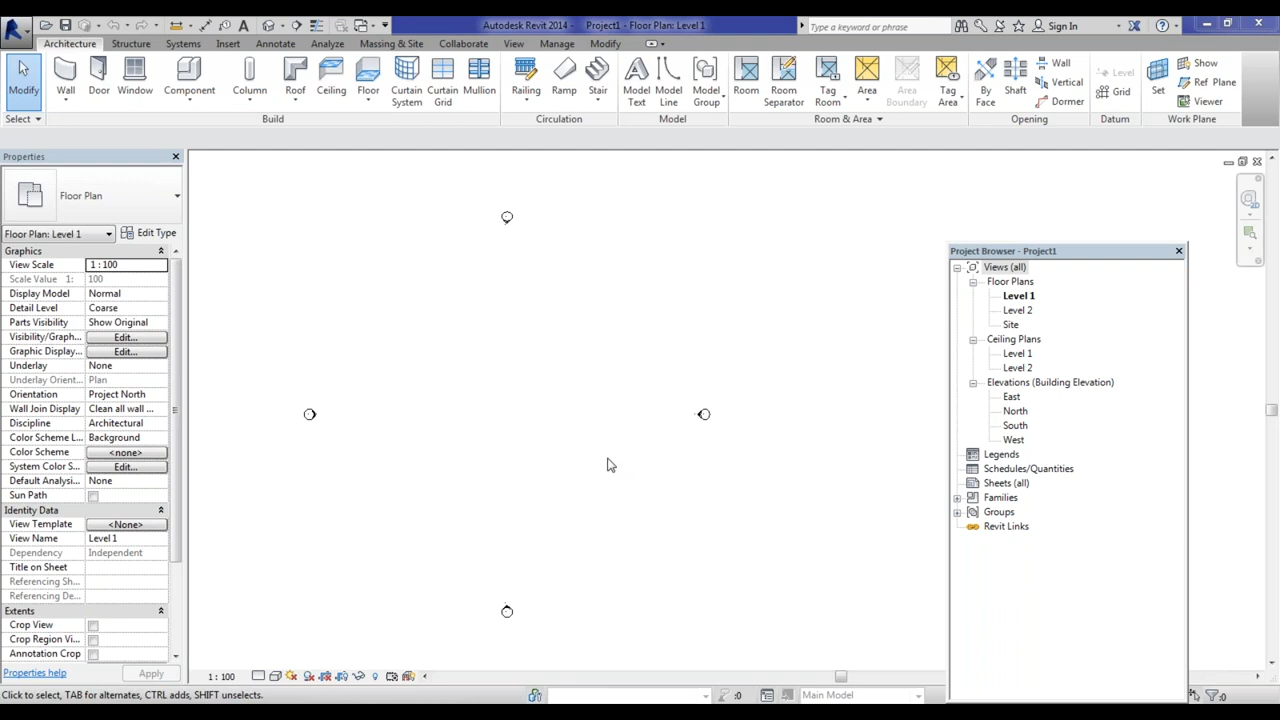 Autodesk Revit 2014 - Project1 - Floor Plan: Level 1
Type a keyword or phrase
Sign In
Architecture Structure Systems Insert Annotate Analyze Massing & Site Collaborate View Manage Modify
Modify
Wall
Door
Window
Component
Column
Roof
Ceiling
Floor
Curtain System
Curtain Grid
Mullion
Railing
Ramp
Stair
Model Text
Model Line
Model Group
Room
Room Separator
Tag Room
Area
Area Boundary
Tag Area
By Face
Shaft
Wall
Vertical
Dormer
Level
Grid
Set
Show
Ref Plane
Viewer
Select Build Circulation Model Room & Area Opening Datum Work Plane
Properties
Floor Plan
Floor Plan: Level 1 Edit Type
Graphics
View Scale 1 : 100
Scale Value 1: 100
Display Model Normal
Detail Level Coarse
Parts Visibility Show Original
Visibility/Graph... Edit...
Graphic Display... Edit...
Underlay None
Underlay Orient... Plan
Orientation Project North
Wall Join Display Clean all wall ...
Discipline Architectural
Color Scheme L... Background
Color Scheme <none>
System Color S... Edit...
Default Analysi... None
Sun Path
Identity Data
View Template <None>
View Name Level 1
Dependency Independent
Title on Sheet
Referencing Sh...
Referencing De...
Extents
Crop View
Crop Region Vi...
Annotation Crop
Properties help Apply
Project Browser - Project1
Views (all)
Floor Plans
Level 1
Level 2
Site
Ceiling Plans
Level 1
Level 2
Elevations (Building Elevation)
East
North
South
West
Legends
Schedules/Quantities
Sheets (all)
Families
Groups
Revit Links
1 : 100
Click to select, TAB for alternates, CTRL adds, SHIFT unselects.
:0
Main Model
:0